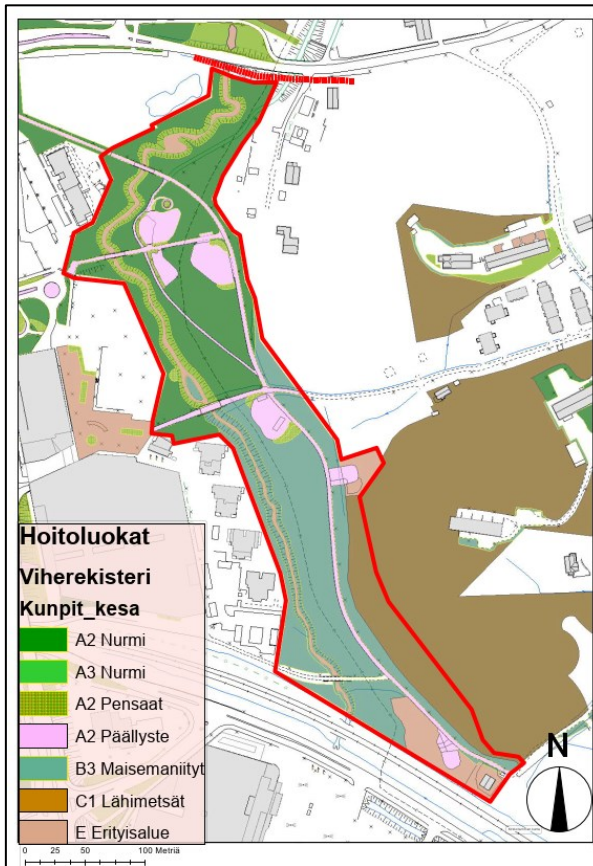 Hoitoluokat
Viherekisteri
Kunpit_kesa
A2 Nurmi
A3 Nurmi
A2 Pensaat
A2 Päällyste
B3 Maisemaniityt
C1 Lähimetsät
E Erityisalue
0 25 50 100 Metriä
N